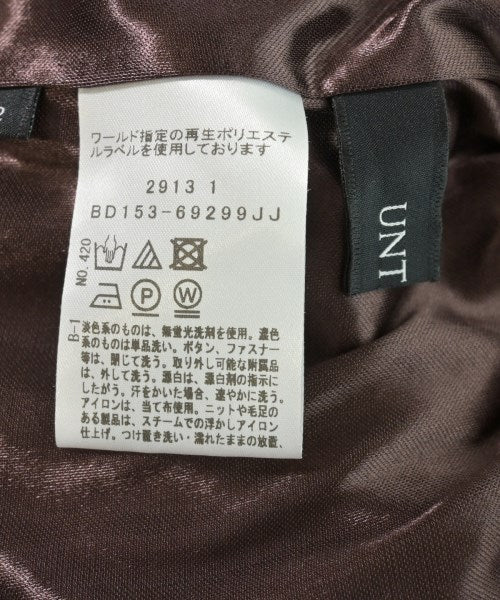 ワールド指定の再生ポリエステ
ルラベルを使用しております
2913 1
BD153-69299JJ
NO.420
P W
B-1
淡色系のものは、無蛍光洗剤を使用。濃色
系のものは単品洗い。ボタン、ファスナー
等は、閉じて洗う。取り外し可能な附属品
は、外して洗う。漂白は、漂白剤の指示に
したがう。汗をかいた場合、速やかに洗う。
アイロンは、当て布使用。ニットや毛足の
ある製品は、スチームでの浮かしアイロン
仕上げ。つけ置き洗い・濡れたままの放置、
UNT